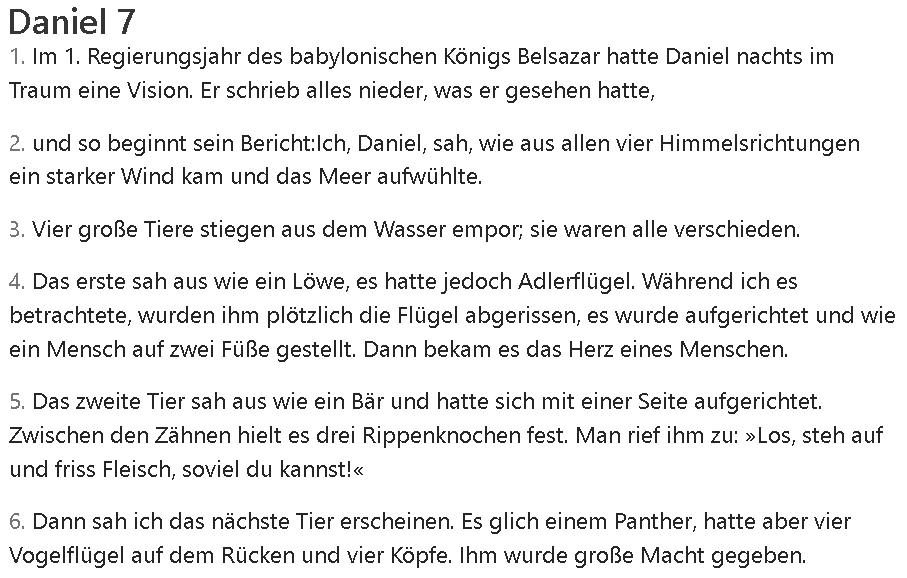 Daniel 7
1. Im 1. Regierungsjahr des babylonischen Königs Belsazar hatte Daniel nachts im
Traum eine Vision. Er schrieb alles nieder, was er gesehen hatte,
2. und so beginnt sein Bericht:Ich, Daniel, sah, wie aus allen vier Himmelsrichtungen
ein starker Wind kam und das Meer aufwühlte.
3. Vier große Tiere stiegen aus dem Wasser empor; sie waren alle verschieden.
4. Das erste sah aus wie ein Löwe, es hatte jedoch Adlerflügel. Während ich es
betrachtete, wurden ihm plötzlich die Flügel abgerissen, es wurde aufgerichtet und wie
ein Mensch auf zwei Füße gestellt. Dann bekam es das Herz eines Menschen.
5. Das zweite Tier sah aus wie ein Bär und hatte sich mit einer Seite aufgerichtet.
Zwischen den Zähnen hielt es drei Rippenknochen fest. Man rief ihm zu: »Los, steh auf
und friss Fleisch, soviel du kannst!«
6. Dann sah ich das nächste Tier erscheinen. Es glich einem Panther, hatte aber vier
Vogelflügel auf dem Rücken und vier Köpfe. Ihm wurde große Macht gegeben.